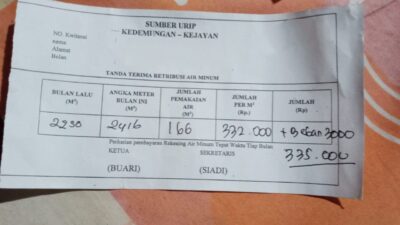 SUMBER URIP
KEDEMUNGAN – KEJAYAN
NO. Kwitansi
nama
Alamat
Bulan
TANDA TERIMA RETRIBUSI AIR MINUM
BULAN LALU (M³) ANGKA METER BULAN INI (M³) JUMLAH PEMAKAIAN AIR (M³) JUMLAH PER M³ (Rp.) JUMLAH (Rp)
2250 2416 166 332.000 + Beban 3000
335.000
Perhatian pembayaran Rekening Air Minum Tepat Waktu Tiap Bulan
KETUA SEKRETARIS
(BUARI) (SIADI)